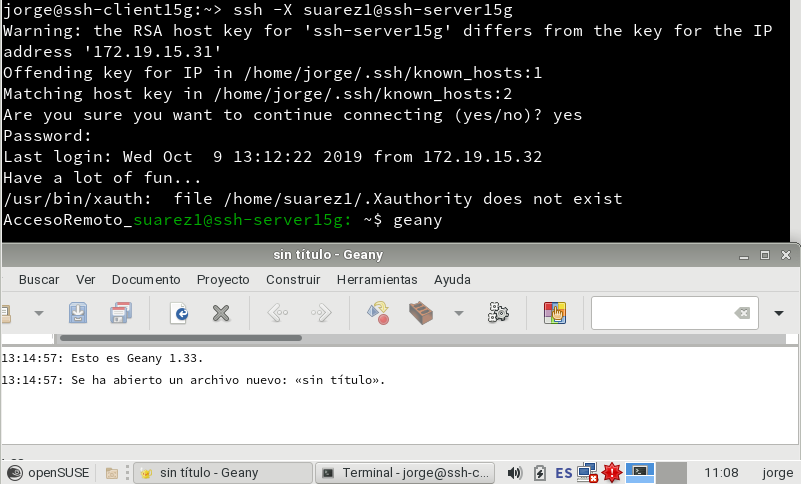 jorge@ssh-client15g:~> ssh -X suarez1@ssh-server15g
Warning: the RSA host key for 'ssh-server15g' differs from the key for the IP
address '172.19.15.31'
Offending key for IP in /home/jorge/.ssh/known_hosts:1
Matching host key in /home/jorge/.ssh/known_hosts:2
Are you sure you want to continue connecting (yes/no)? yes
Password:
Last login: Wed Oct  9 13:12:22 2019 from 172.19.15.32
Have a lot of fun...
/usr/bin/xauth:  file /home/suarez1/.Xauthority does not exist
AccesoRemoto_suarez1@ssh-server15g: ~$ geany
sin título - Geany
Buscar Ver Documento Proyecto Construir Herramientas Ayuda
13:14:57: Esto es Geany 1.33.
13:14:57: Se ha abierto un archivo nuevo: «sin título».
openSUSE sin título - Geany Terminal - jorge@ssh-c... ES 11:08 jorge